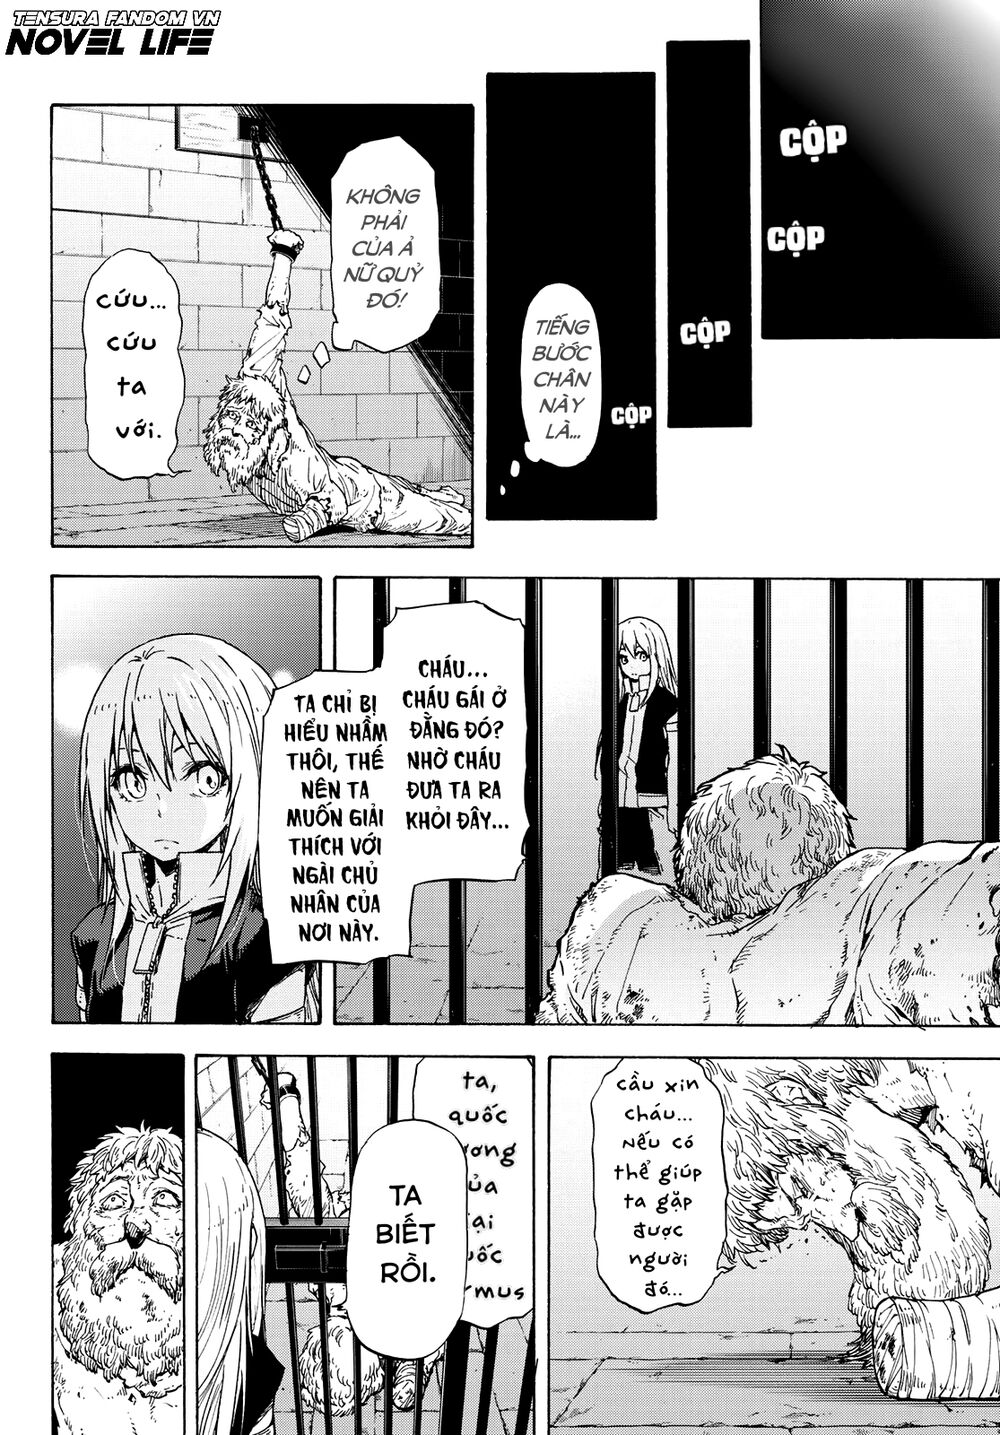 TENSURA FANDOM VN
NOVEL LIFE
CỘP
CỘP
CỘP
CỘP
TIẾNG
BƯỚC
CHÂN
NÀY
LÀ...
KHÔNG
PHẢI
CỦA Ả
NỮ QUỶ
ĐÓ!
CỨU...
CỨU
TA
VỚI.
CHÁU...
CHÁU GÁI Ở
ĐẰNG ĐÓ?
NHỜ CHÁU
ĐƯA TA RA
KHỎI ĐÂY...
TA CHỈ BỊ
HIỂU NHẦM
THÔI, THẾ
NÊN TA
MUỐN GIẢI
THÍCH VỚI
NGÀI CHỦ
NHÂN CỦA
NƠI NÀY.
CẦU XIN
CHÁU...
NẾU CÓ
THỂ GIÚP
TA GẶP
ĐƯỢC
NGƯỜI
ĐÓ...
TA,
QUỐC
TA
BIẾT
RỒI.